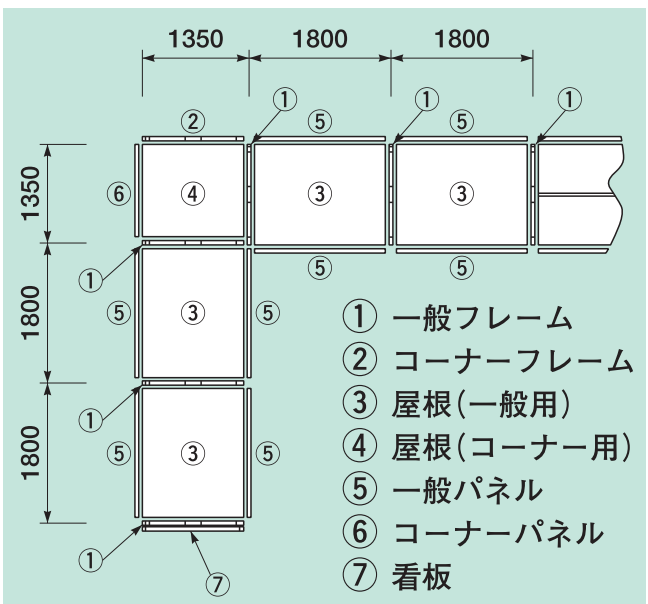 1350 1800 1800
① ① ①
② ⑤ ⑤
1350 ⑥ ④ ③ ③
⑤ ⑤
①
1800 ⑤ ③ ⑤
①
1800 ⑤ ③ ⑤
①
⑦
① 一般フレーム
② コーナーフレーム
③ 屋根(一般用)
④ 屋根(コーナー用)
⑤ 一般パネル
⑥ コーナーパネル
⑦ 看板